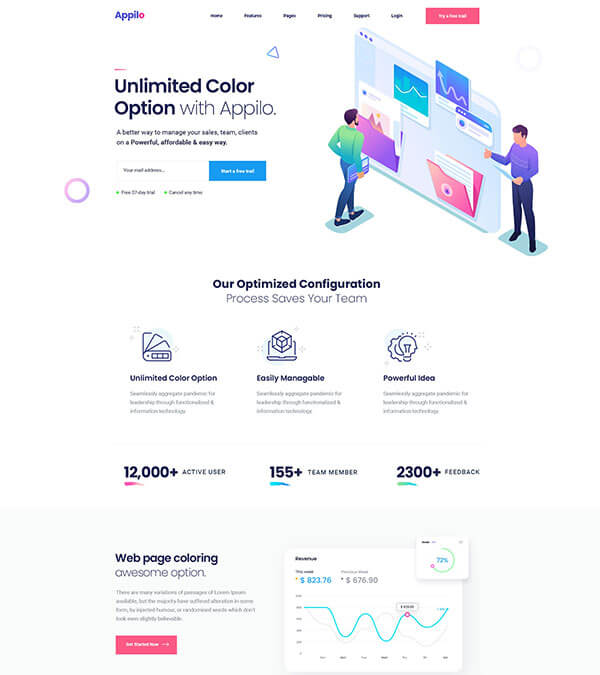 Appilo
Home Features Pages Pricing Support Login
Try a free trail
Unlimited Color
Option with Appilo.
A better way to manage your sales, team, clients
on a Powerful, affordable & easy way.
Your mail address...
Start a free trail
Free 07-day trial
Cancel any time
Our Optimized Configuration
Process Saves Your Team
Unlimited Color Option
Seamlessly aggregate pandemic for
leadership through functionalized &
information technology.
Easily Managable
Seamlessly aggregate pandemic for
leadership through functionalized &
information technology.
Powerful Idea
Seamlessly aggregate pandemic for
leadership through functionalized &
information technology.
12,000+ ACTIVE USER
155+ TEAM MEMBER
2300+ FEEDBACK
Web page coloring
awesome option.
There are many variations of passages of Lorem Ipsum
available, but the majority have suffered alteration in some
form, by injected humour, or randomised words which don't
look even slightly believable.
Get Started Now
Revenue
This week
$ 823.76
Previous Week
$ 676.90
72%